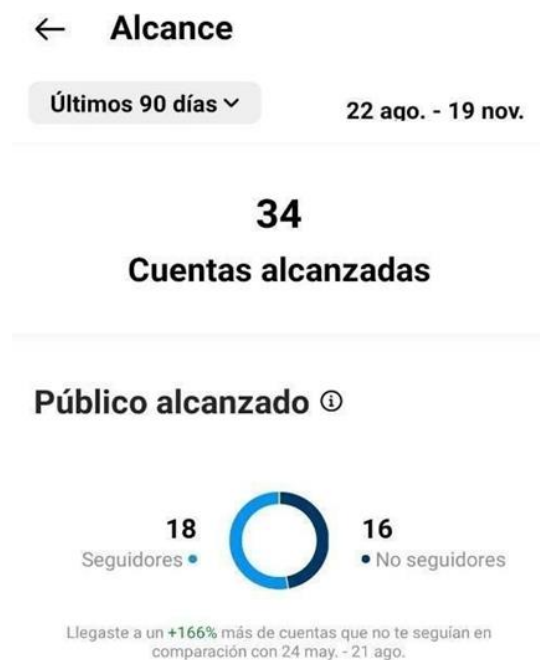 Alcance
Últimos 90 días
22 ago. - 19 nov.
34
Cuentas alcanzadas
Público alcanzado
18
Seguidores
16
No seguidores
Llegaste a un +166% más de cuentas que no te seguían en
comparación con 24 may. - 21 ago.